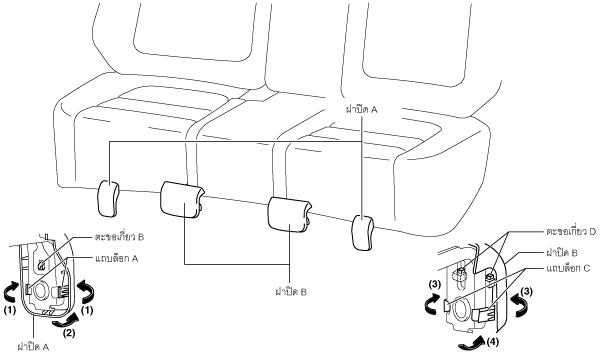 ฝาปิด A
ตะขอเกี่ยว B
แถบล็อก A
(1)
(1)
(2)
ฝาปิด A
ฝาปิด B
ตะขอเกี่ยว D
ฝาปิด B
แถบล็อก C
(3)
(3)
(4)